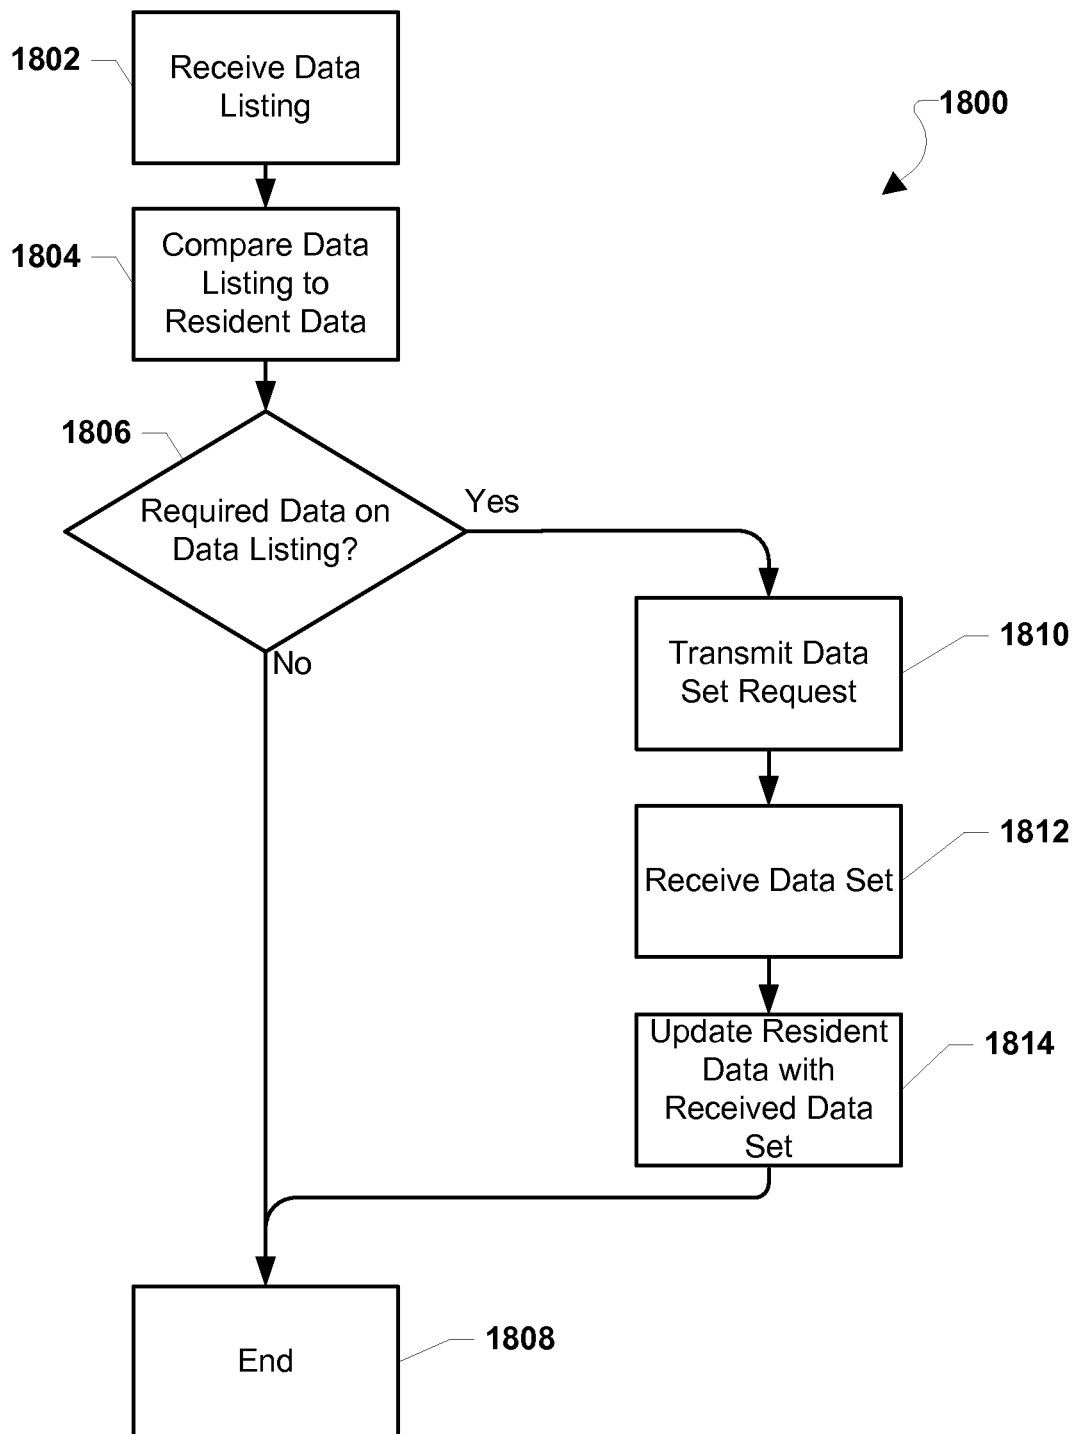 1802
Receive Data
Listing
1800
1804
Compare Data
Listing to
Resident Data
1806
Required Data on
Data Listing?
Yes
No
Transmit Data
Set Request
1810
Receive Data Set
1812
Update Resident
Data with
Received Data
Set
1814
End
1808